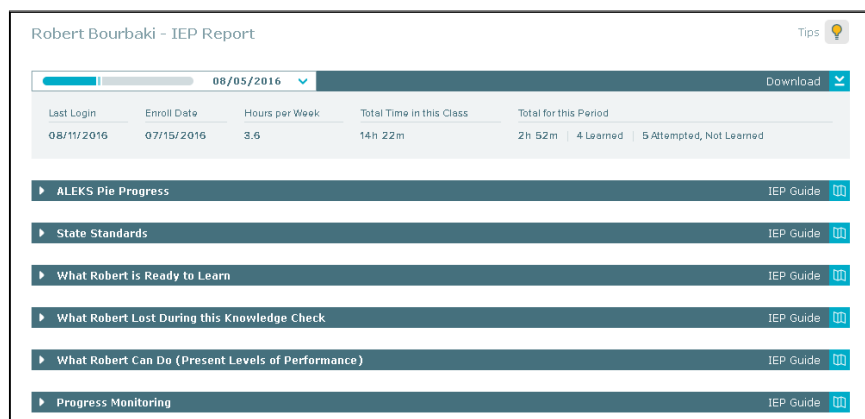 Robert Bourbaki - IEP Report
Tips
08/05/2016
Download
Last Login Enroll Date Hours per Week Total Time in this Class Total for this Period
08/11/2016 07/15/2016 3.6 14h 22m 2h 52m | 4 Learned | 5 Attempted, Not Learned
ALEKS Pie Progress IEP Guide
State Standards IEP Guide
What Robert is Ready to Learn IEP Guide
What Robert Lost During this Knowledge Check IEP Guide
What Robert Can Do (Present Levels of Performance) IEP Guide
Progress Monitoring IEP Guide